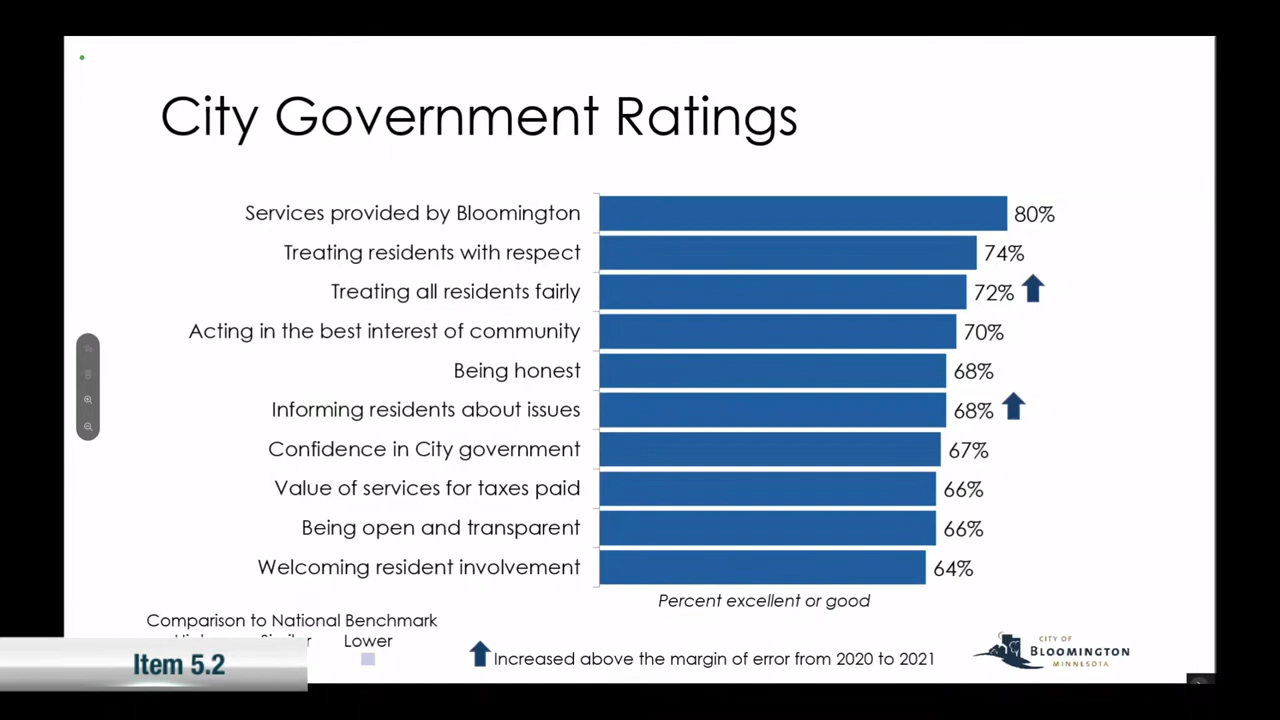 City Government Ratings
Services provided by Bloomington 80%
Treating residents with respect 74%
Treating all residents fairly 72%
Acting in the best interest of community 70%
Being honest 68%
Informing residents about issues 68%
Confidence in City government 67%
Value of services for taxes paid 66%
Being open and transparent 66%
Welcoming resident involvement 64%
Percent excellent or good
Comparison to National Benchmark
Lower
Increased above the margin of error from 2020 to 2021
Item 5.2
CITY OF
BLOOMINGTON
MINNESOTA